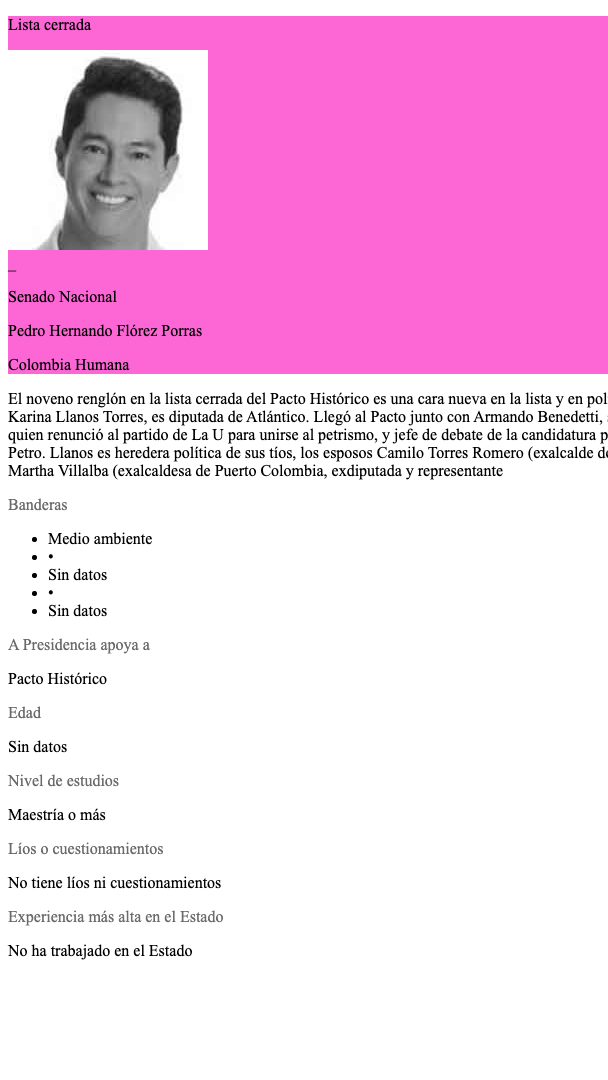 Lista cerrada
_
Senado Nacional
Pedro Hernando Flórez Porras
Colombia Humana
El noveno renglón en la lista cerrada del Pacto Histórico es una cara nueva en la lista y en
Karina Llanos Torres, es diputada de Atlántico. Llegó al Pacto junto con Armando Benedetti,
quien renunció al partido de La U para unirse al petrismo, y jefe de debate de la candidatura
Petro. Llanos es heredera política de sus tíos, los esposos Camilo Torres Romero (exalcalde
Martha Villalba (exalcaldesa de Puerto Colombia, exdiputada y representante
Banderas
• Medio ambiente
• •
• Sin datos
• •
• Sin datos
A Presidencia apoya a
Pacto Histórico
Edad
Sin datos
Nivel de estudios
Maestría o más
Líos o cuestionamientos
No tiene líos ni cuestionamientos
Experiencia más alta en el Estado
No ha trabajado en el Estado